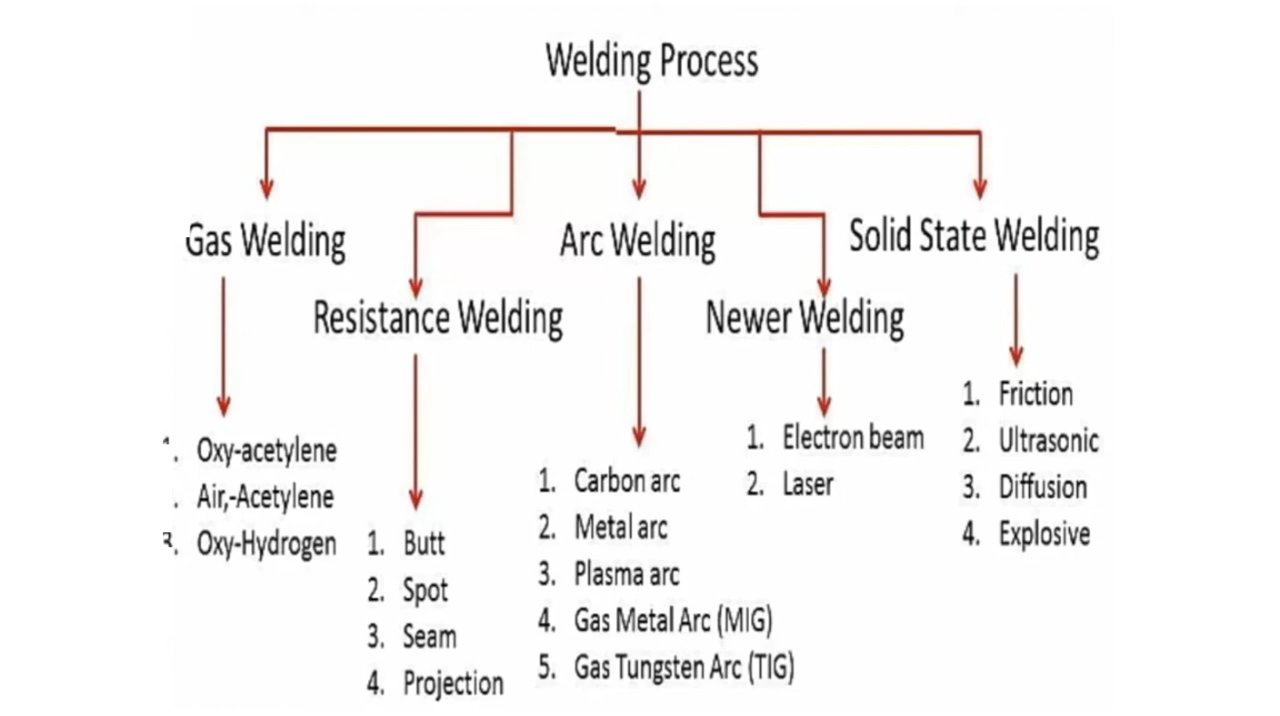 Welding Process
Gas Welding
Resistance Welding
Arc Welding
Newer Welding
Solid State Welding
. Oxy-acetylene
. Air,-Acetylene
3. Oxy-Hydrogen
1. Butt
2. Spot
3. Seam
4. Projection
1. Carbon arc
2. Metal arc
3. Plasma arc
4. Gas Metal Arc (MIG)
5. Gas Tungsten Arc (TIG)
1. Electron beam
2. Laser
1. Friction
2. Ultrasonic
3. Diffusion
4. Explosive